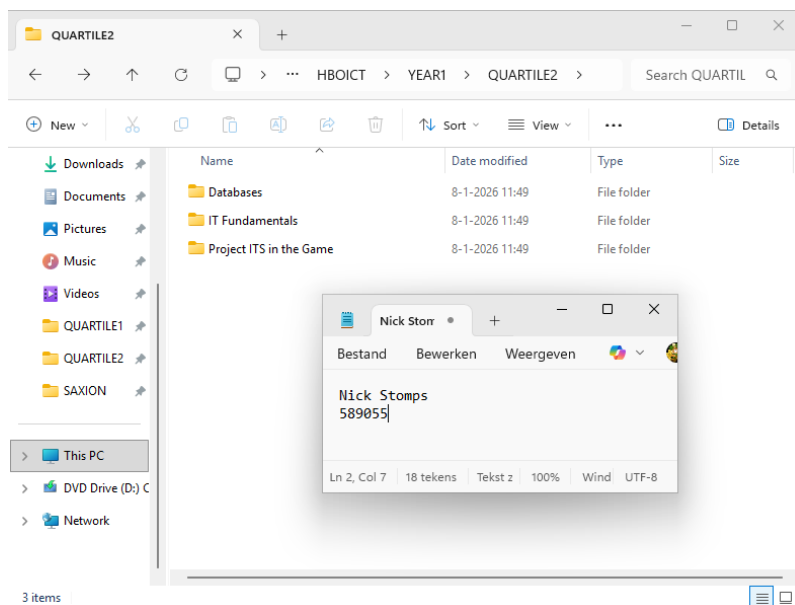 QUARTILE2
HBOICT > YEAR1 > QUARTILE2 >
Search QUARTIL
New
Sort
View
Details
Downloads
Documents
Pictures
Music
Videos
QUARTILE1
QUARTILE2
SAXION
This PC
DVD Drive (D:) C
Network
Name Date modified Type Size
Databases 8-1-2026 11:49 File folder
IT Fundamentals 8-1-2026 11:49 File folder
Project ITS in the Game 8-1-2026 11:49 File folder
Nick Stom
Bestand Bewerken Weergeven
Nick Stomps
589055
Ln 2, Col 7 18 tekens Tekst z 100% Wind UTF-8
3 items